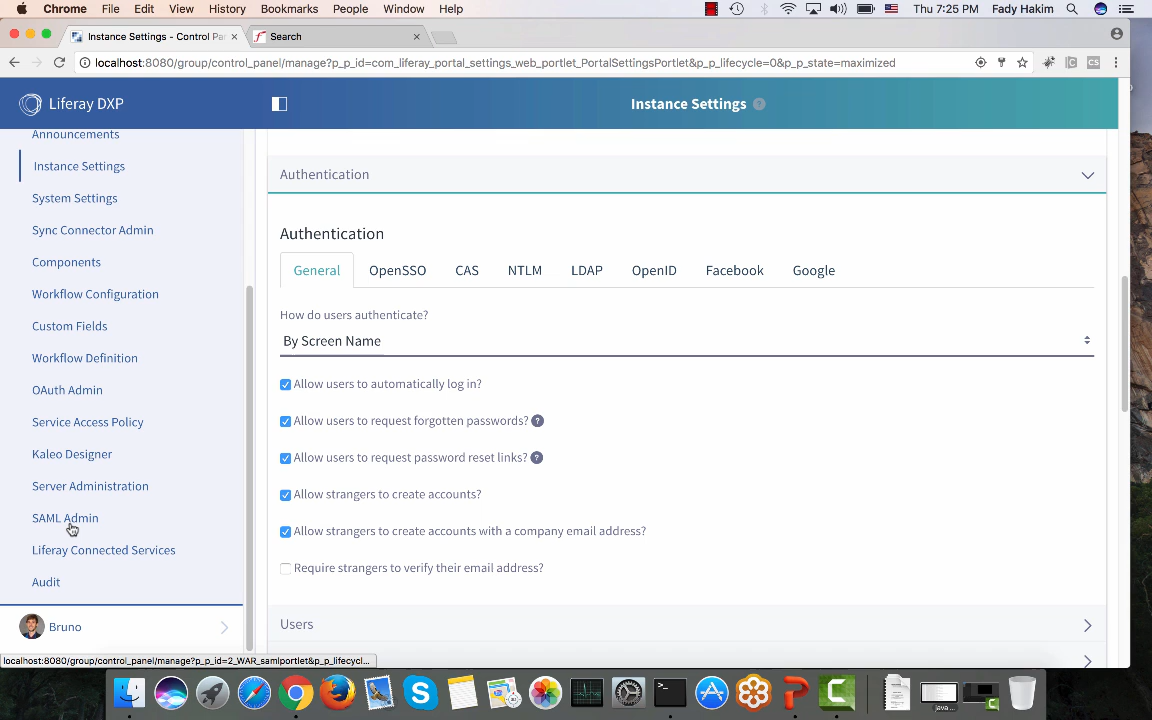 Chrome File Edit View History Bookmarks People Window Help Thu 7:25 PM Fady Hakim
Instance Settings - Control Par Search
localhost:8080/group/control_panel/manage?p_p_id=com_liferay_portal_settings_web_portlet_PortalSettingsPortlet&p_p_lifecycle=0&p_p_state=maximized
Liferay DXP
Instance Settings
Announcements
Instance Settings
System Settings
Sync Connector Admin
Components
Workflow Configuration
Custom Fields
Workflow Definition
OAuth Admin
Service Access Policy
Kaleo Designer
Server Administration
SAML Admin
Liferay Connected Services
Audit
Bruno
localhost:8080/group/control_panel/manage?p_p_id=2_WAR_samlportlet&p_p_lifecycl...
Authentication
Authentication
General OpenSSO CAS NTLM LDAP OpenID Facebook Google
How do users authenticate?
By Screen Name
Allow users to automatically log in?
Allow users to request forgotten passwords?
Allow users to request password reset links?
Allow strangers to create accounts?
Allow strangers to create accounts with a company email address?
Require strangers to verify their email address?
Users